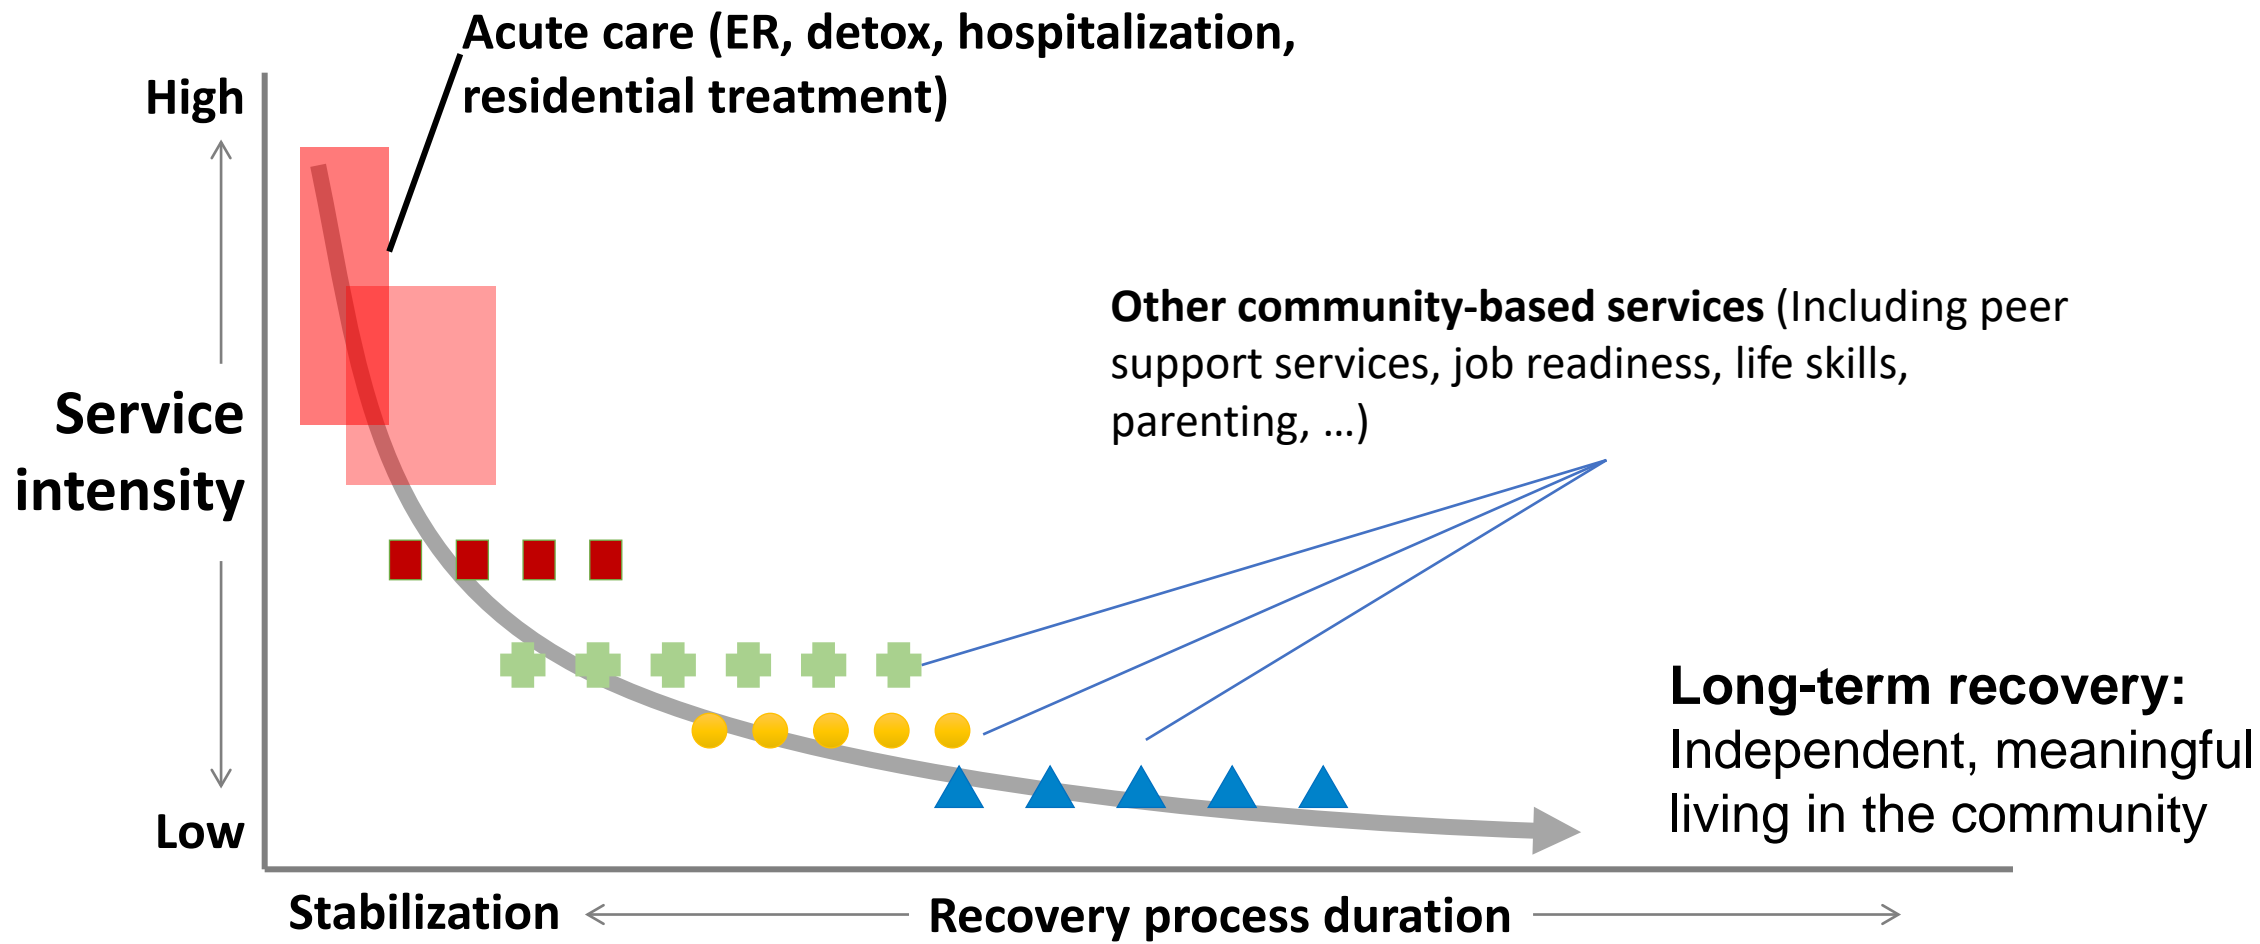 Acute care (ER, detox, hospitalization,
residential treatment)
High
Service
intensity
Low
Other community-based services (Including peer
support services, job readiness, life skills,
parenting, ...)
Long-term recovery:
Independent, meaningful
living in the community
Stabilization
Recovery process duration